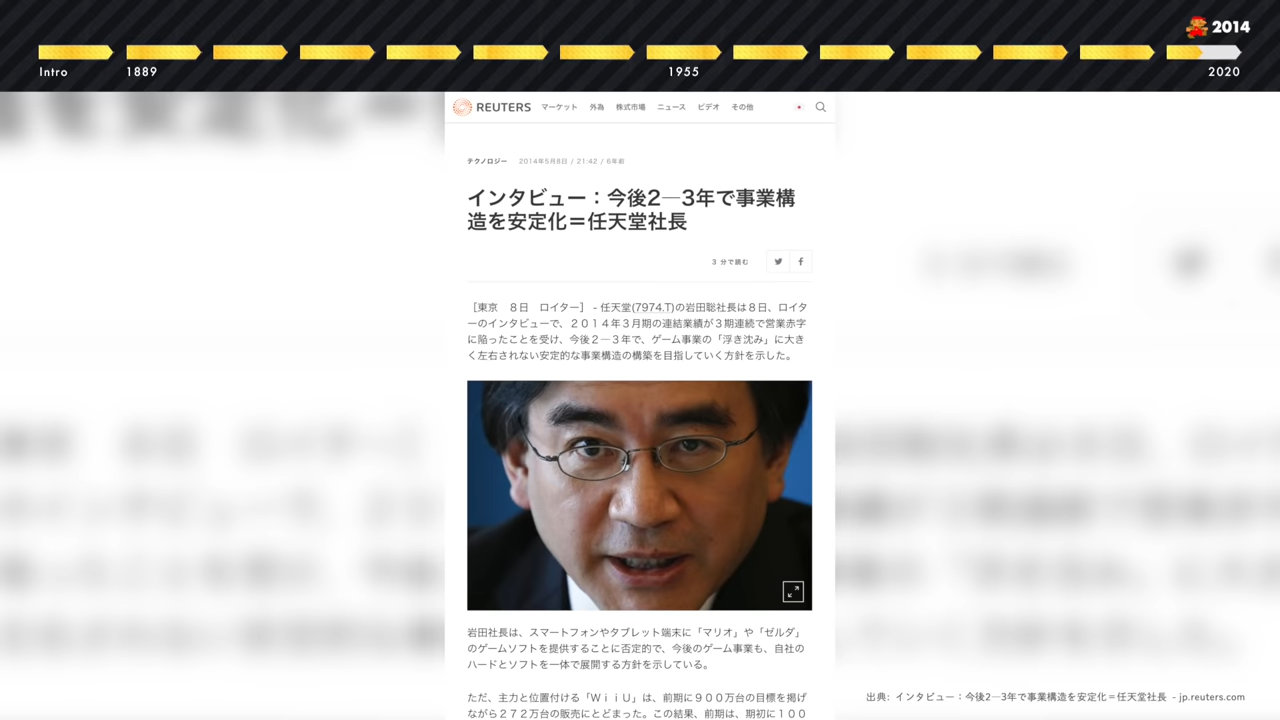 2014
Intro
1889
1955
2020
REUTERS マーケット 外為 株式市場 ニュース ビデオ その他
テクノロジー 2014年5月8日 / 21:42 / 6年前
インタビュー：今後2―3年で事業構
造を安定化＝任天堂社長
3 分で読む
［東京　８日　ロイター］ - 任天堂(7974.T)の岩田聡社長は８日、ロイタ
ーのインタビューで、２０１４年３月期の連結業績が３期連続で営業赤字
に陥ったことを受け、今後２―３年で、ゲーム事業の「浮き沈み」に大き
く左右されない安定的な事業構造の構築を目指していく方針を示した。
岩田社長は、スマートフォンやタブレット端末に「マリオ」や「ゼルダ」
のゲームソフトを提供することに否定的で、今後のゲーム事業も、自社の
ハードとソフトを一体で展開する方針を示している。
ただ、主力と位置付ける「ＷｉｉＵ」は、前期に９００万台の目標を掲げ
ながら２７２万台の販売にとどまった。この結果、前期は、期初に１００
出典: インタビュー：今後2―3年で事業構造を安定化＝任天堂社長 - jp.reuters.com